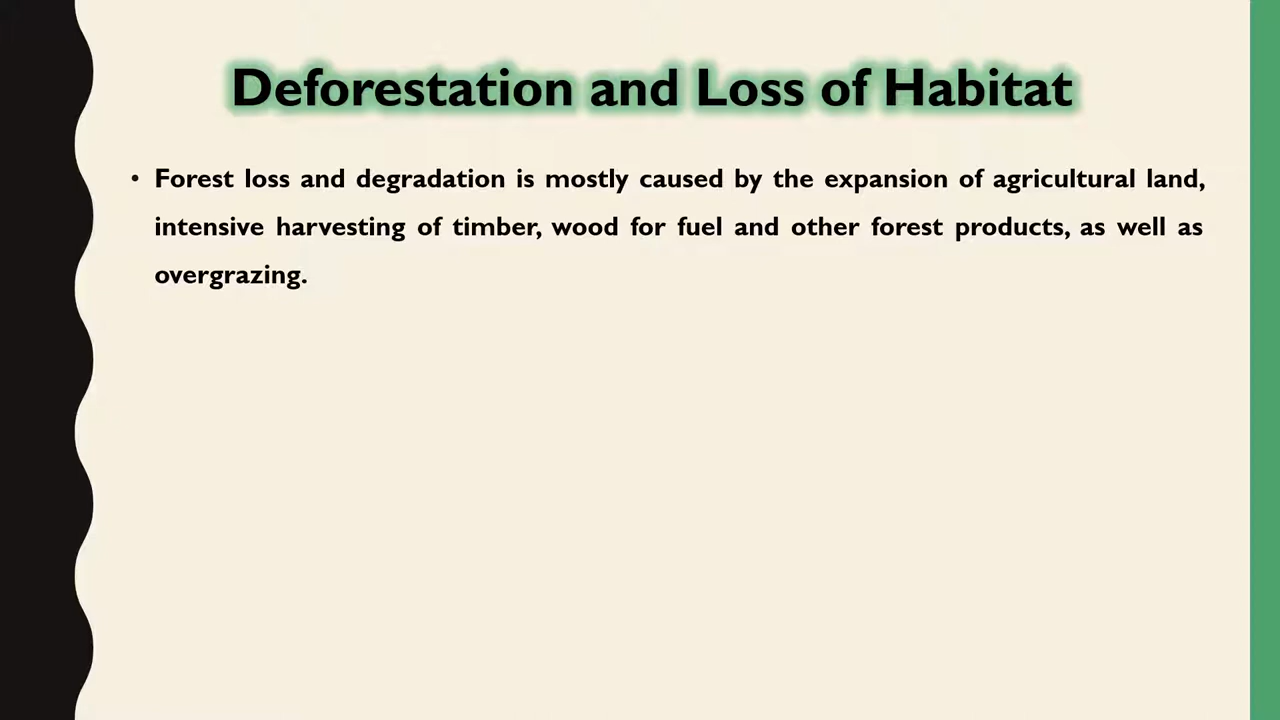 Deforestation and Loss of Habitat
• Forest loss and degradation is mostly caused by the expansion of agricultural land,
intensive harvesting of timber, wood for fuel and other forest products, as well as
overgrazing.